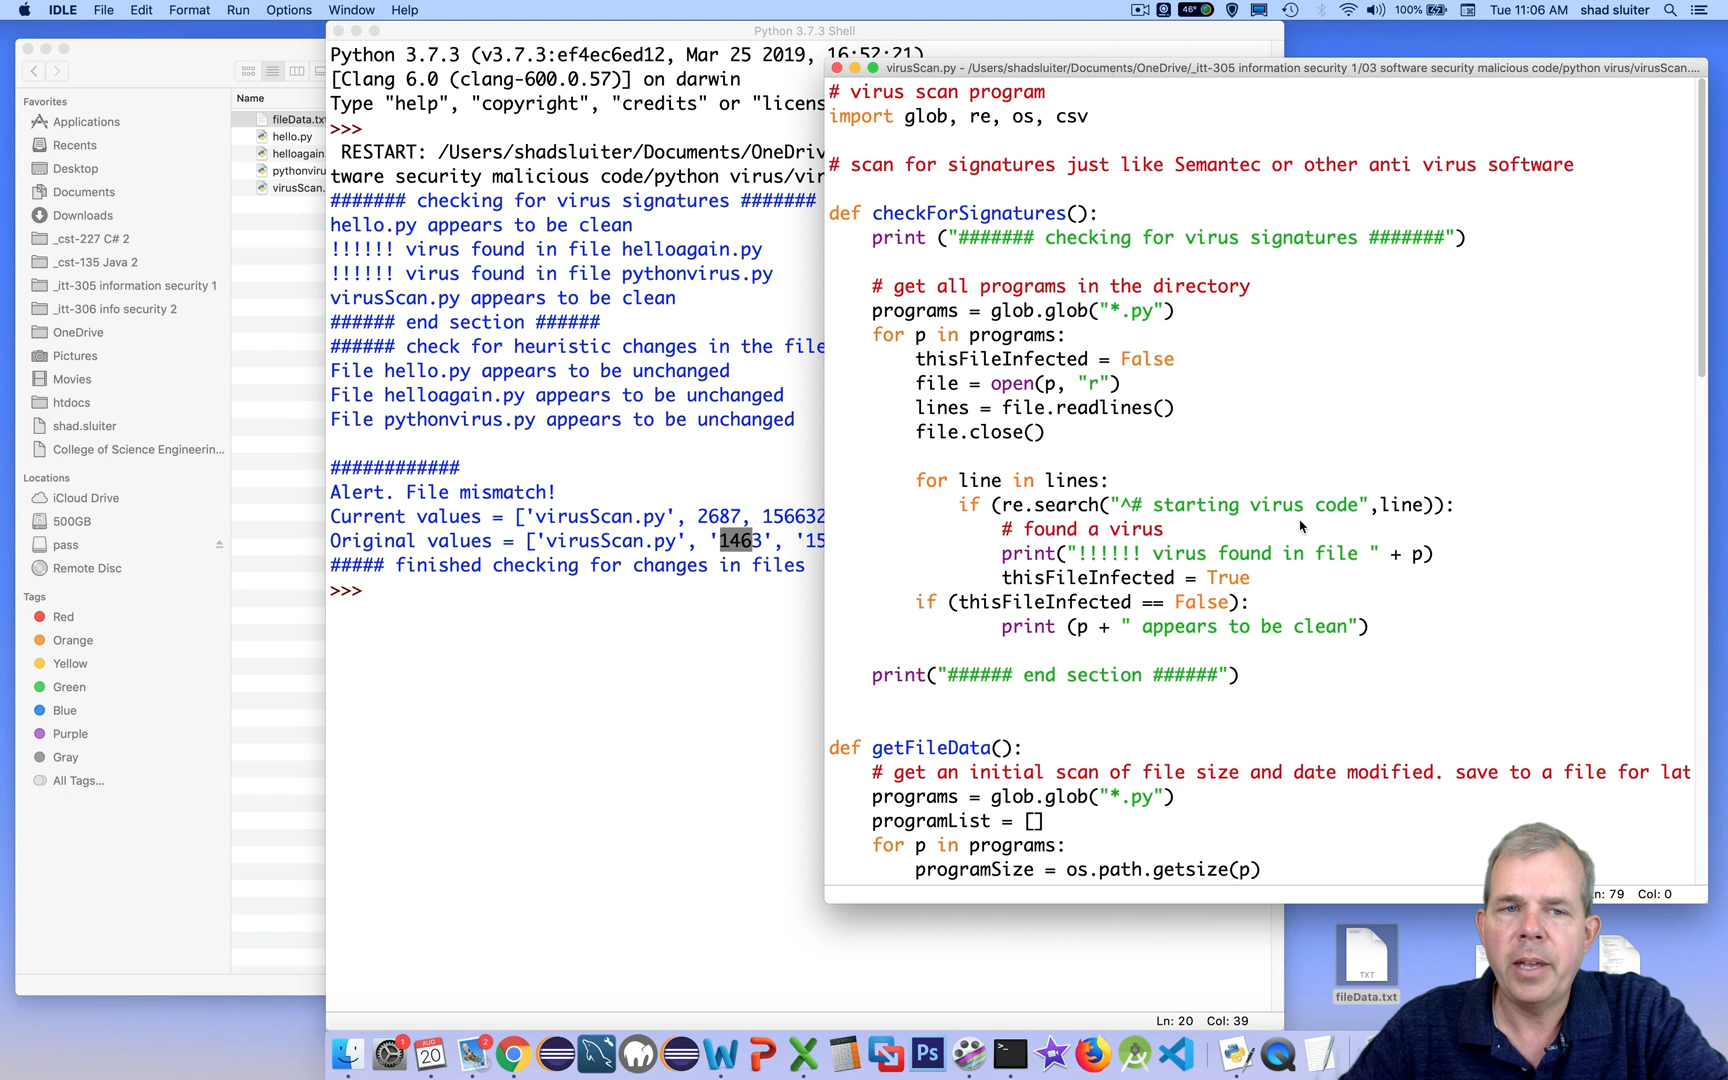 IDLE File Edit Format Run Options Window Help
46° 100% Tue 11:06 AM shad sluiter
Favorites
Applications
Recents
Desktop
Documents
Downloads
_cst-227 C# 2
_cst-135 Java 2
_itt-305 information security 1
_itt-306 info security 2
OneDrive
Pictures
Movies
htdocs
shad.sluiter
College of Science Engineerin...
Locations
iCloud Drive
500GB
pass
Remote Disc
Tags
Red
Orange
Yellow
Green
Blue
Purple
Gray
All Tags...
Name
fileData.txt
hello.py
helloagain.
pythonviru
virusScan.
Python 3.7.3 Shell
Python 3.7.3 (v3.7.3:ef4ec6ed12, Mar 25 2019, 16:52:21)
[Clang 6.0 (clang-600.0.57)] on darwin
Type "help", "copyright", "credits" or "licens
>>>
RESTART: /Users/shadsluiter/Documents/OneDriv
tware security malicious code/python virus/vir
####### checking for virus signatures #######
hello.py appears to be clean
!!!!!! virus found in file helloagain.py
!!!!!! virus found in file pythonvirus.py
virusScan.py appears to be clean
###### end section ######
###### check for heuristic changes in the file
File hello.py appears to be unchanged
File helloagain.py appears to be unchanged
File pythonvirus.py appears to be unchanged
############
Alert. File mismatch!
Current values = ['virusScan.py', 2687, 156632
Original values = ['virusScan.py', '1463', '15
##### finished checking for changes in files
>>>
Ln: 20 Col: 39
virusScan.py - /Users/shadsluiter/Documents/OneDrive/_itt-305 information security 1/03 software security malicious code/python virus/virusScan....
# virus scan program
import glob, re, os, csv
# scan for signatures just like Semantec or other anti virus software
def checkForSignatures():
print ("####### checking for virus signatures #######")
# get all programs in the directory
programs = glob.glob("*.py")
for p in programs:
thisFileInfected = False
file = open(p, "r")
lines = file.readlines()
file.close()
for line in lines:
if (re.search("^# starting virus code",line)):
# found a virus
print("!!!!!! virus found in file " + p)
thisFileInfected = True
if (thisFileInfected == False):
print (p + " appears to be clean")
print("###### end section ######")
def getFileData():
# get an initial scan of file size and date modified. save to a file for lat
programs = glob.glob("*.py")
programList = []
for p in programs:
programSize = os.path.getsize(p)
n: 79 Col: 0
TXT
fileData.txt
1
AUG
20
2
Ps